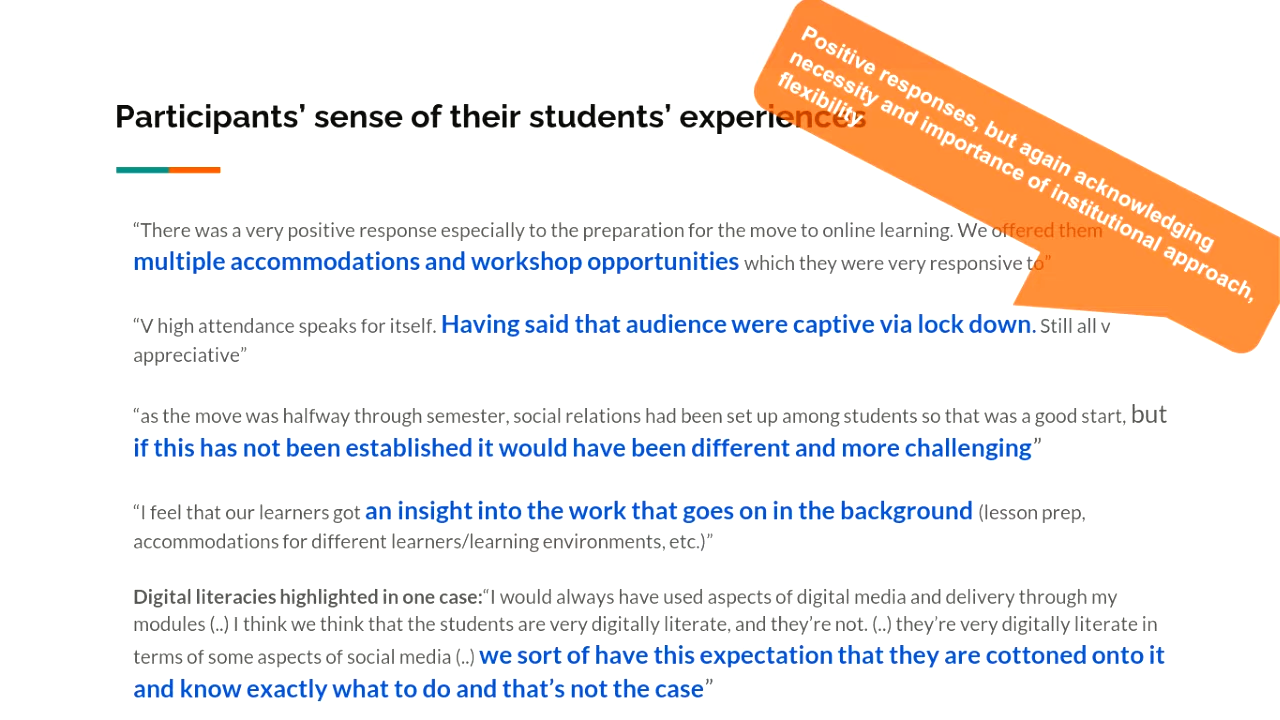 Participants’ sense of their students’ experiences
Positive responses, but again acknowledging
necessity and importance of institutional approach,
flexibility
“There was a very positive response especially to the preparation for the move to online learning. We offered them
multiple accommodations and workshop opportunities which they were very responsive to”
“V high attendance speaks for itself. Having said that audience were captive via lock down. Still all v
appreciative”
“as the move was halfway through semester, social relations had been set up among students so that was a good start, but
if this has not been established it would have been different and more challenging”
“I feel that our learners got an insight into the work that goes on in the background (lesson prep,
accommodations for different learners/learning environments, etc.)”
Digital literacies highlighted in one case:“I would always have used aspects of digital media and delivery through my
modules (..) I think we think that the students are very digitally literate, and they’re not. (..) they’re very digitally literate in
terms of some aspects of social media (..) we sort of have this expectation that they are cottoned onto it
and know exactly what to do and that’s not the case”